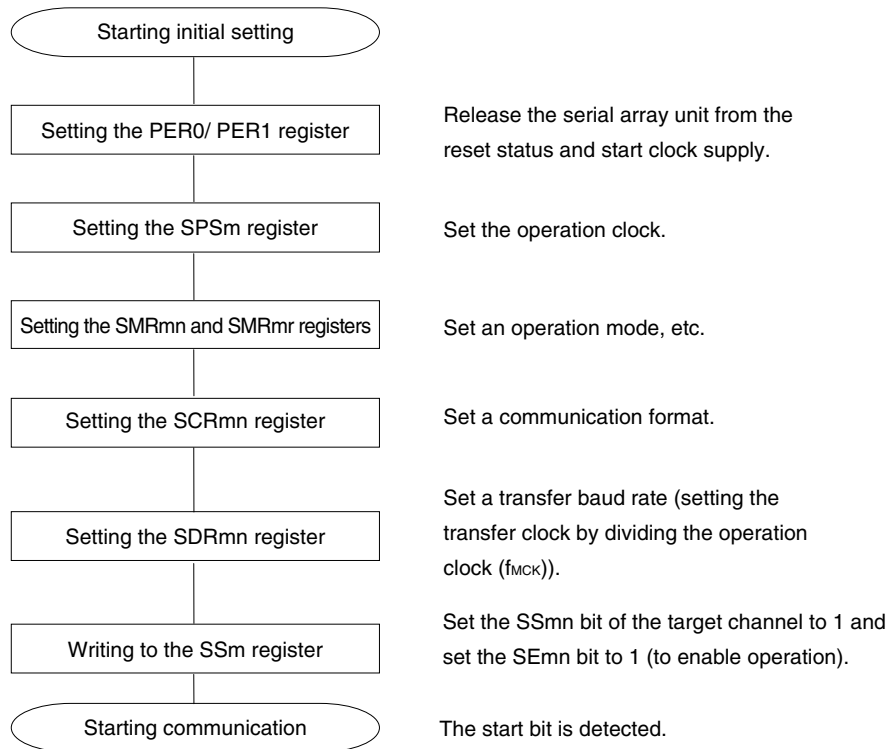 Starting initial setting
Setting the PER0/ PER1 register
Release the serial array unit from the
reset status and start clock supply.
Setting the SPSm register
Set the operation clock.
Setting the SMRmn and SMRmr registers
Set an operation mode, etc.
Setting the SCRmn register
Set a communication format.
Setting the SDRmn register
Set a transfer baud rate (setting the
transfer clock by dividing the operation
clock (fMCK)).
Writing to the SSm register
Set the SSmn bit of the target channel to 1 and
set the SEmn bit to 1 (to enable operation).
Starting communication
The start bit is detected.